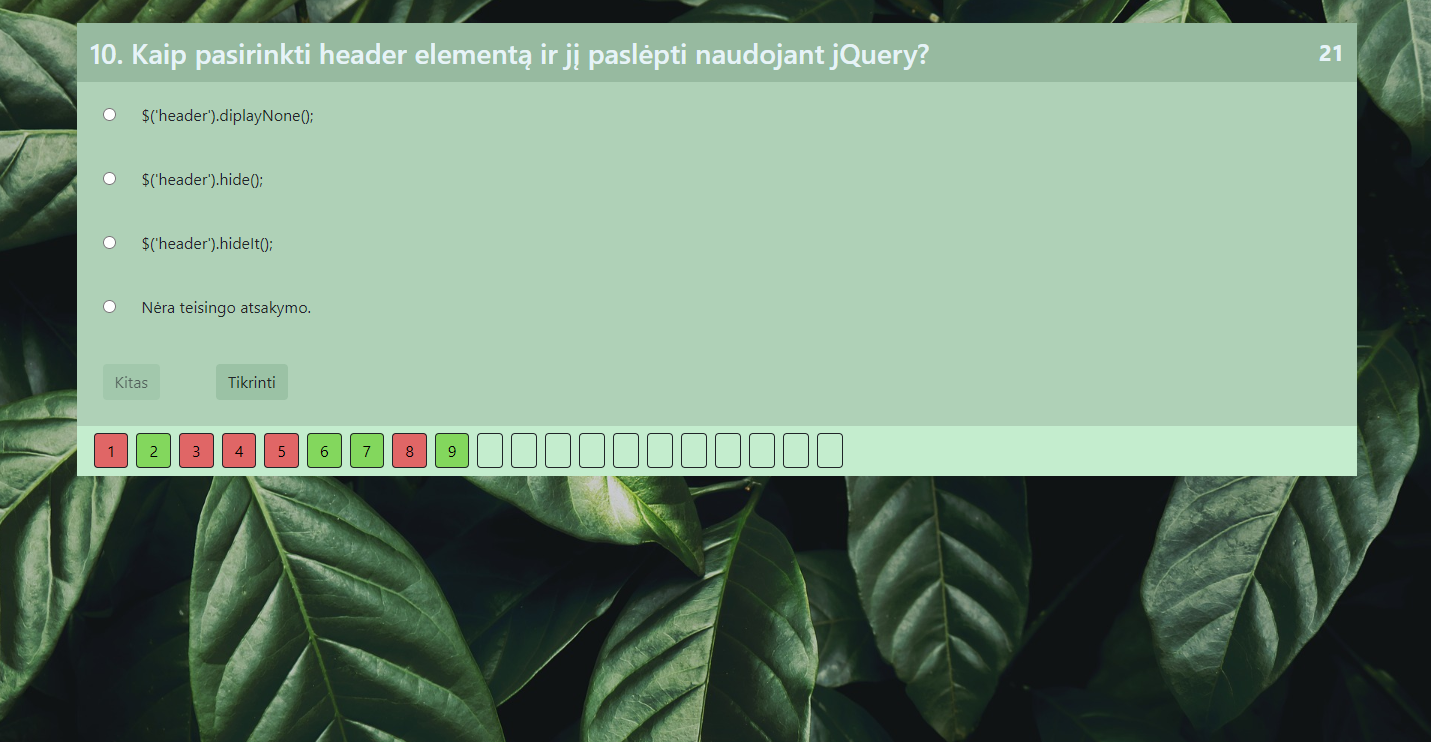 10. Kaip pasirinkti header elementą ir jį paslėpti naudojant jQuery? 21
$('header').diplayNone();
$('header').hide();
$('header').hideIt();
Nėra teisingo atsakymo.
Kitas Tikrinti
1 2 3 4 5 6 7 8 9